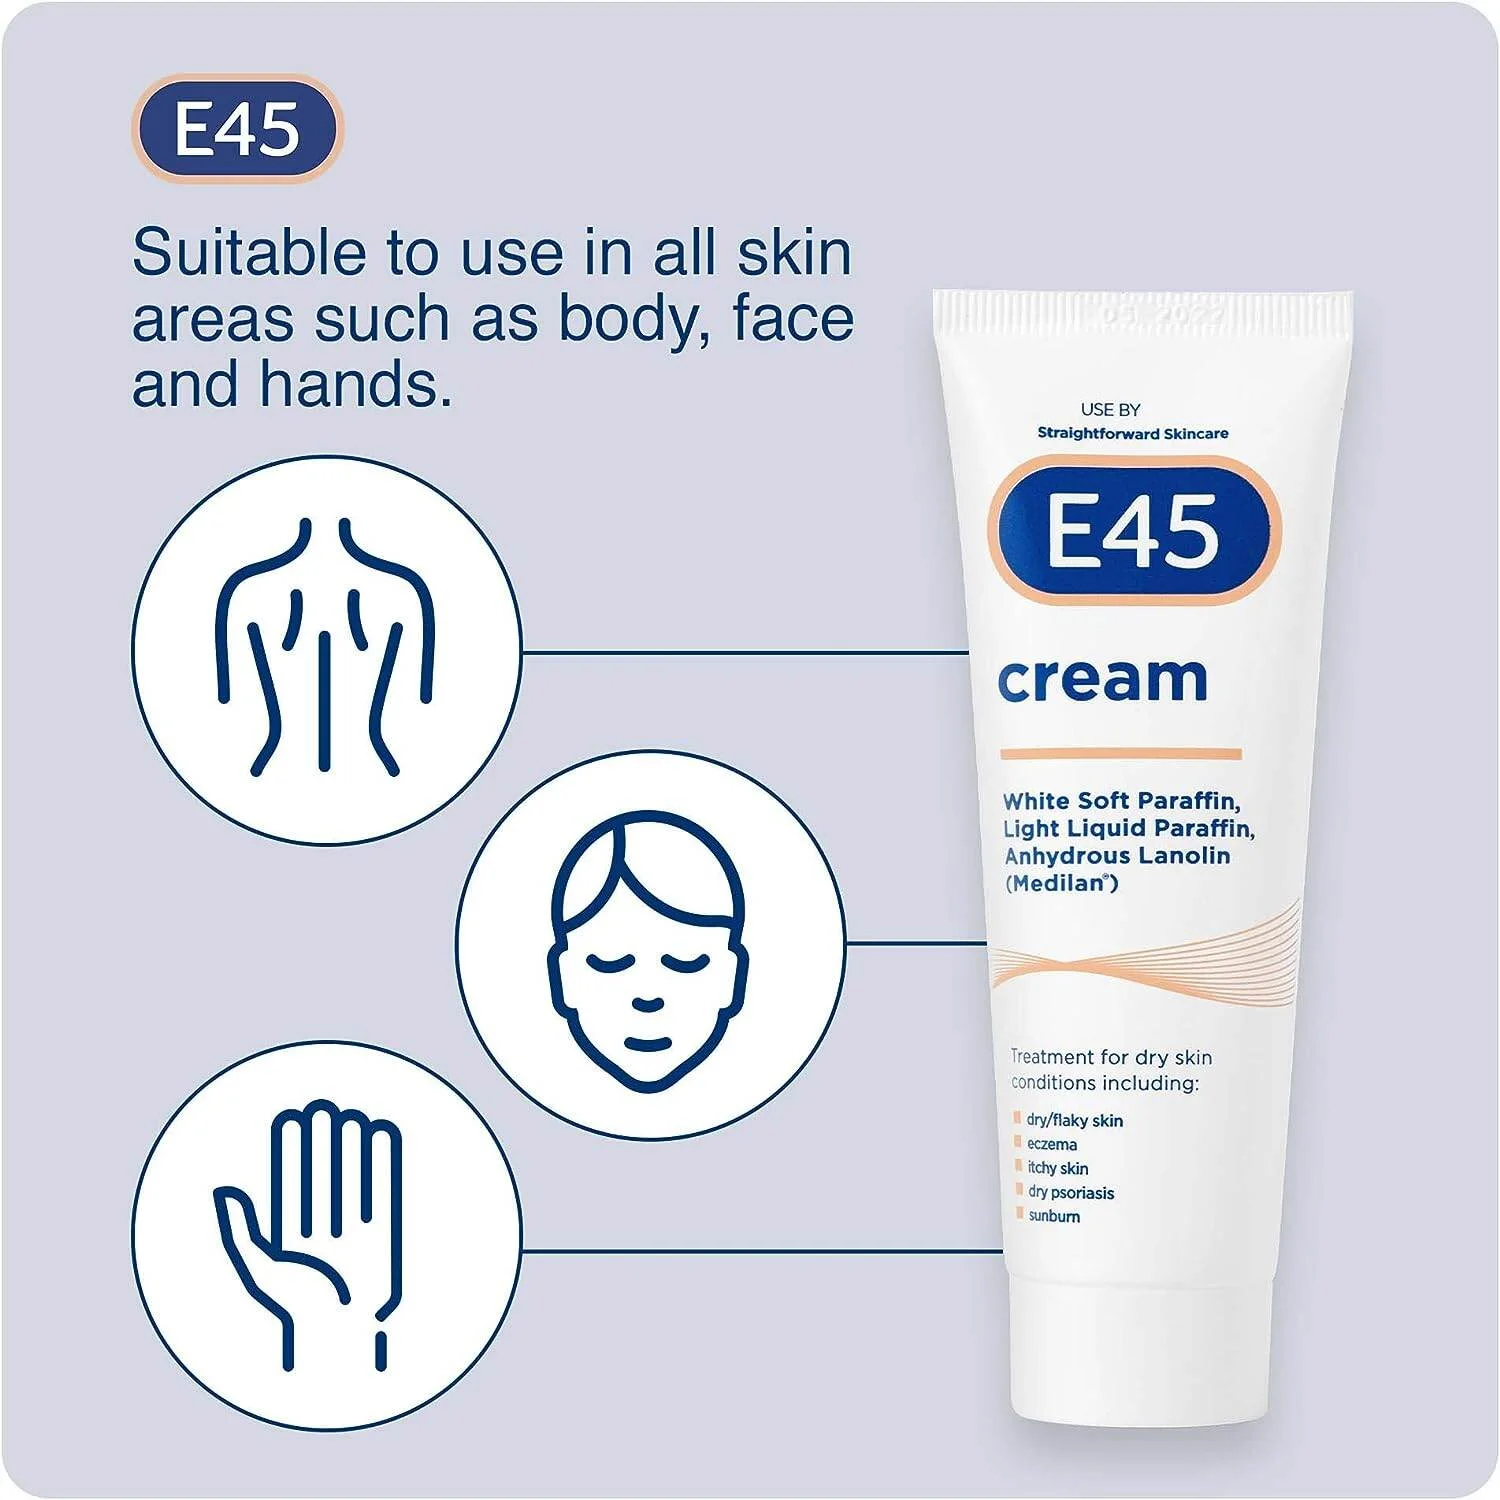 E45
Suitable to use in all skin
areas such as body, face
and hands.
05 2022
USE BY
Straightforward Skincare
E45
cream
White Soft Paraffin,
Light Liquid Paraffin,
Anhydrous Lanolin
(Medilan®)
Treatment for dry skin
conditions including:
dry/flaky skin
eczema
itchy skin
dry psoriasis
sunburn